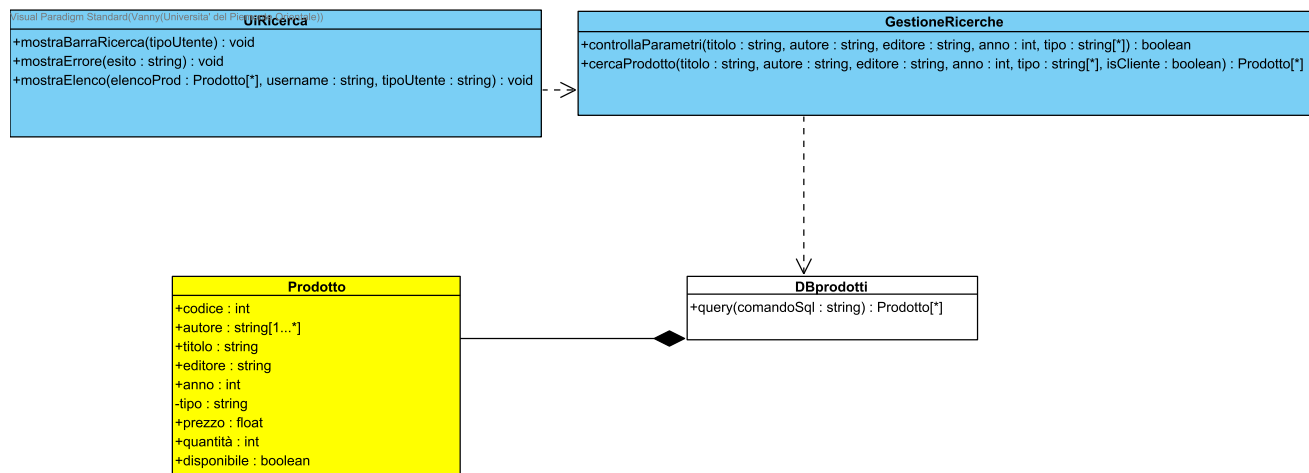 Visual Paradigm Standard(Vanny(Universita' del Piemonte Orientale))
UiRicerca
+mostraBarraRicerca(tipoUtente) : void
+mostraErrore(esito : string) : void
+mostraElenco(elencoProd : Prodotto[*], username : string, tipoUtente : string) : void
GestioneRicerche
+controllaParametri(titolo : string, autore : string, editore : string, anno : int, tipo : string[*]) : boolean
+cercaProdotto(titolo : string, autore : string, editore : string, anno : int, tipo : string[*], isCliente : boolean) : Prodotto[*]
Prodotto
+codice : int
+autore : string[1...*]
+titolo : string
+editore : string
+anno : int
-tipo : string
+prezzo : float
+quantità : int
+disponibile : boolean
DBprodotti
+query(comandoSql : string) : Prodotto[*]